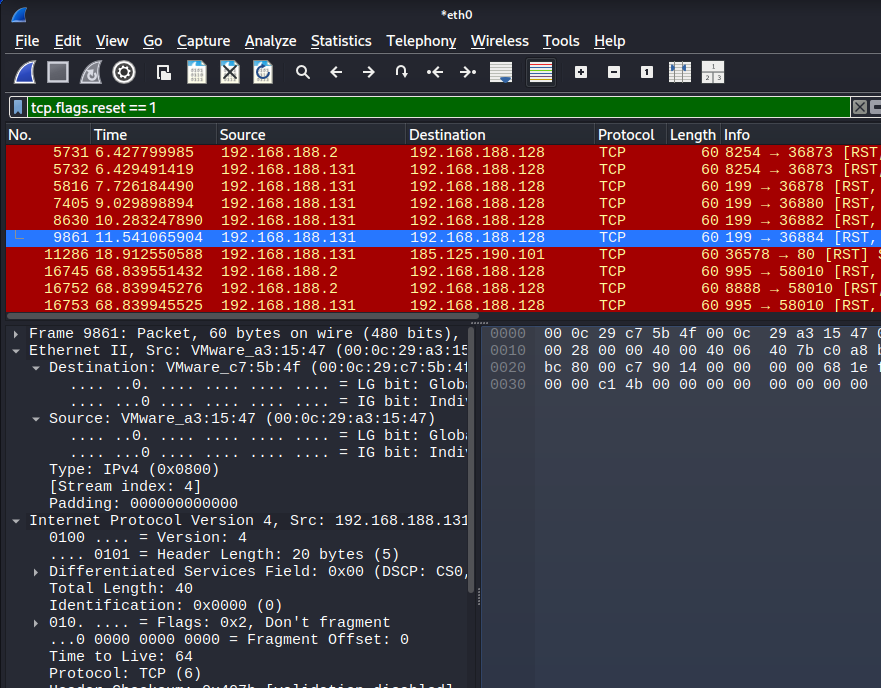 *eth0
File Edit View Go Capture Analyze Statistics Telephony Wireless Tools Help
tcp.flags.reset ==1
No. Time Source Destination Protocol Length Info
5731 6.427799985 192.168.188.2 192.168.188.128 TCP 60 8254 → 36873 [RST,
5732 6.429491419 192.168.188.131 192.168.188.128 TCP 60 8254 → 36873 [RST,
5816 7.726184490 192.168.188.131 192.168.188.128 TCP 60 199 → 36878 [RST,
7405 9.029898894 192.168.188.131 192.168.188.128 TCP 60 199 → 36880 [RST,
8630 10.283247890 192.168.188.131 192.168.188.128 TCP 60 199 → 36882 [RST,
9861 11.541065904 192.168.188.131 192.168.188.128 TCP 60 199 → 36884 [RST,
11286 18.912550588 192.168.188.131 185.125.190.101 TCP 60 36578 → 80 [RST] S
16745 68.839551432 192.168.188.2 192.168.188.128 TCP 60 995 → 58010 [RST,
16752 68.839945276 192.168.188.2 192.168.188.128 TCP 60 8888 → 58010 [RST,
16753 68.839945525 192.168.188.131 192.168.188.128 TCP 60 995 → 58010 [RST,
Frame 9861: Packet, 60 bytes on wire (480 bits),
Ethernet II, Src: VMware_a3:15:47 (00:0c:29:a3:15
Destination: VMware_c7:5b:4f (00:0c:29:c7:5b:4f
.... ..0. .... .... .... .... = LG bit: Globa
.... ...0 .... .... .... .... = IG bit: Indiv
Source: VMware_a3:15:47 (00:0c:29:a3:15:47)
.... ..0. .... .... .... .... = LG bit: Globa
.... ...0 .... .... .... .... = IG bit: Indiv
Type: IPv4 (0x0800)
[Stream index: 4]
Padding: 000000000000
Internet Protocol Version 4, Src: 192.168.188.131
0100 .... = Version: 4
.... 0101 = Header Length: 20 bytes (5)
Differentiated Services Field: 0x00 (DSCP: CS0,
Total Length: 40
Identification: 0x0000 (0)
010. .... = Flags: 0x2, Don't fragment
...0 0000 0000 0000 = Fragment Offset: 0
Time to Live: 64
Protocol: TCP (6)
Header Checksum: 0x407b [validation disabled]
0000 00 0c 29 c7 5b 4f 00 0c 29 a3 15 47
0010 00 28 00 00 40 00 40 06 40 7b c0 a8
0020 bc 80 00 c7 90 14 00 00 00 00 68 1e
0030 00 00 c1 4b 00 00 00 00 00 00 00 00